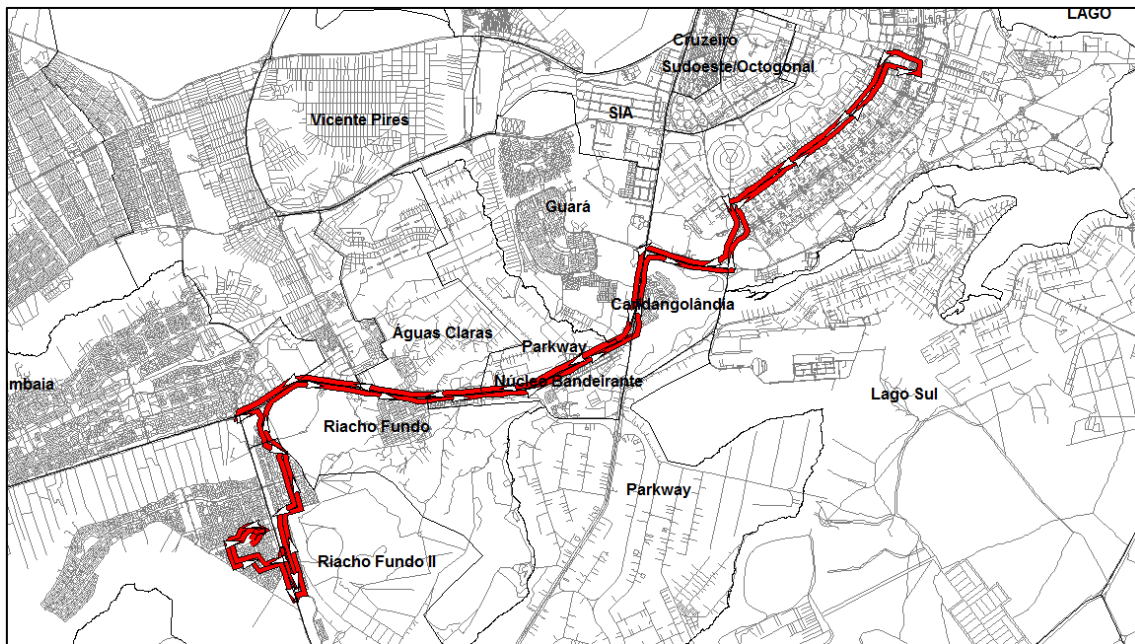 LAGO
Cruzeiro
Sudoeste/Octogonal
SIA
Vicente Pires
Guará
Candangolândia
Águas Claras
Parkway
Núcleo Bandeirante
mbaia
Lago Sul
Riacho Fundo
Parkway
Riacho Fundo II